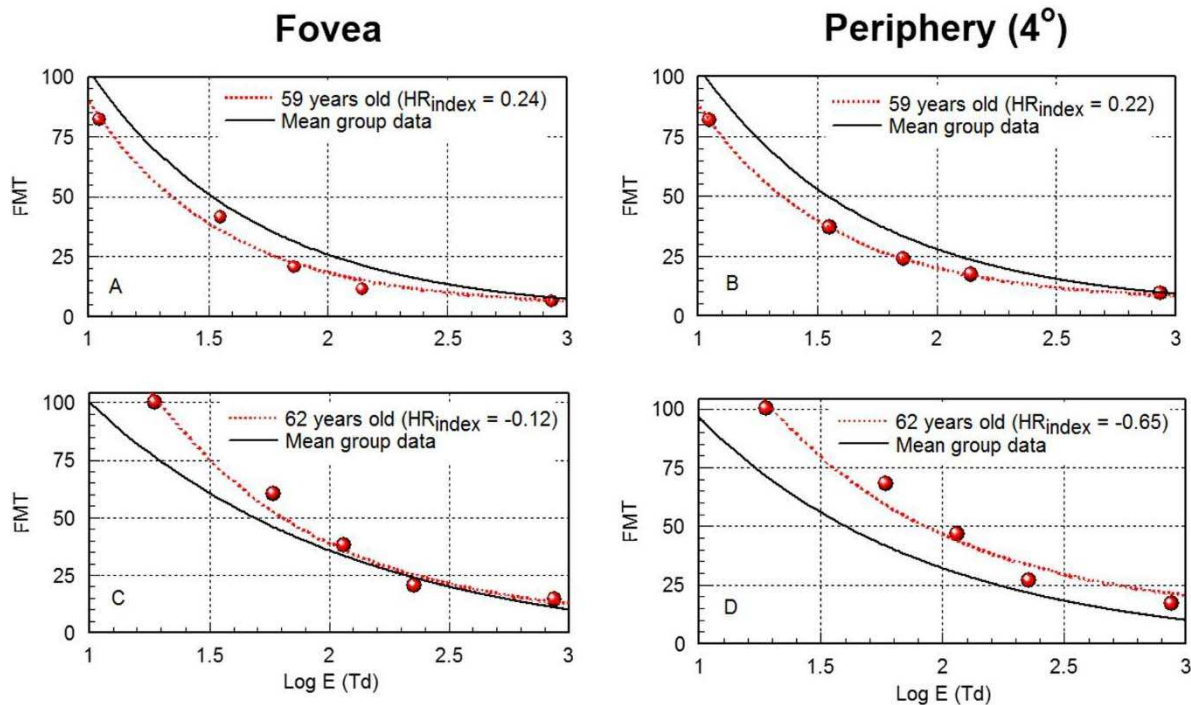 Fovea
Periphery (4°)
100
75
50
25
0
FMT
59 years old (HRindex = 0.24)
Mean group data
A
1
1.5
2
2.5
3
100
75
50
25
0
FMT
59 years old (HRindex = 0.22)
Mean group data
B
1
1.5
2
2.5
3
100
75
50
25
0
FMT
62 years old (HRindex = -0.12)
Mean group data
C
1
1.5
2
2.5
3
Log E (Td)
100
75
50
25
0
FMT
62 years old (HRindex = -0.65)
Mean group data
D
1
1.5
2
2.5
3
Log E (Td)